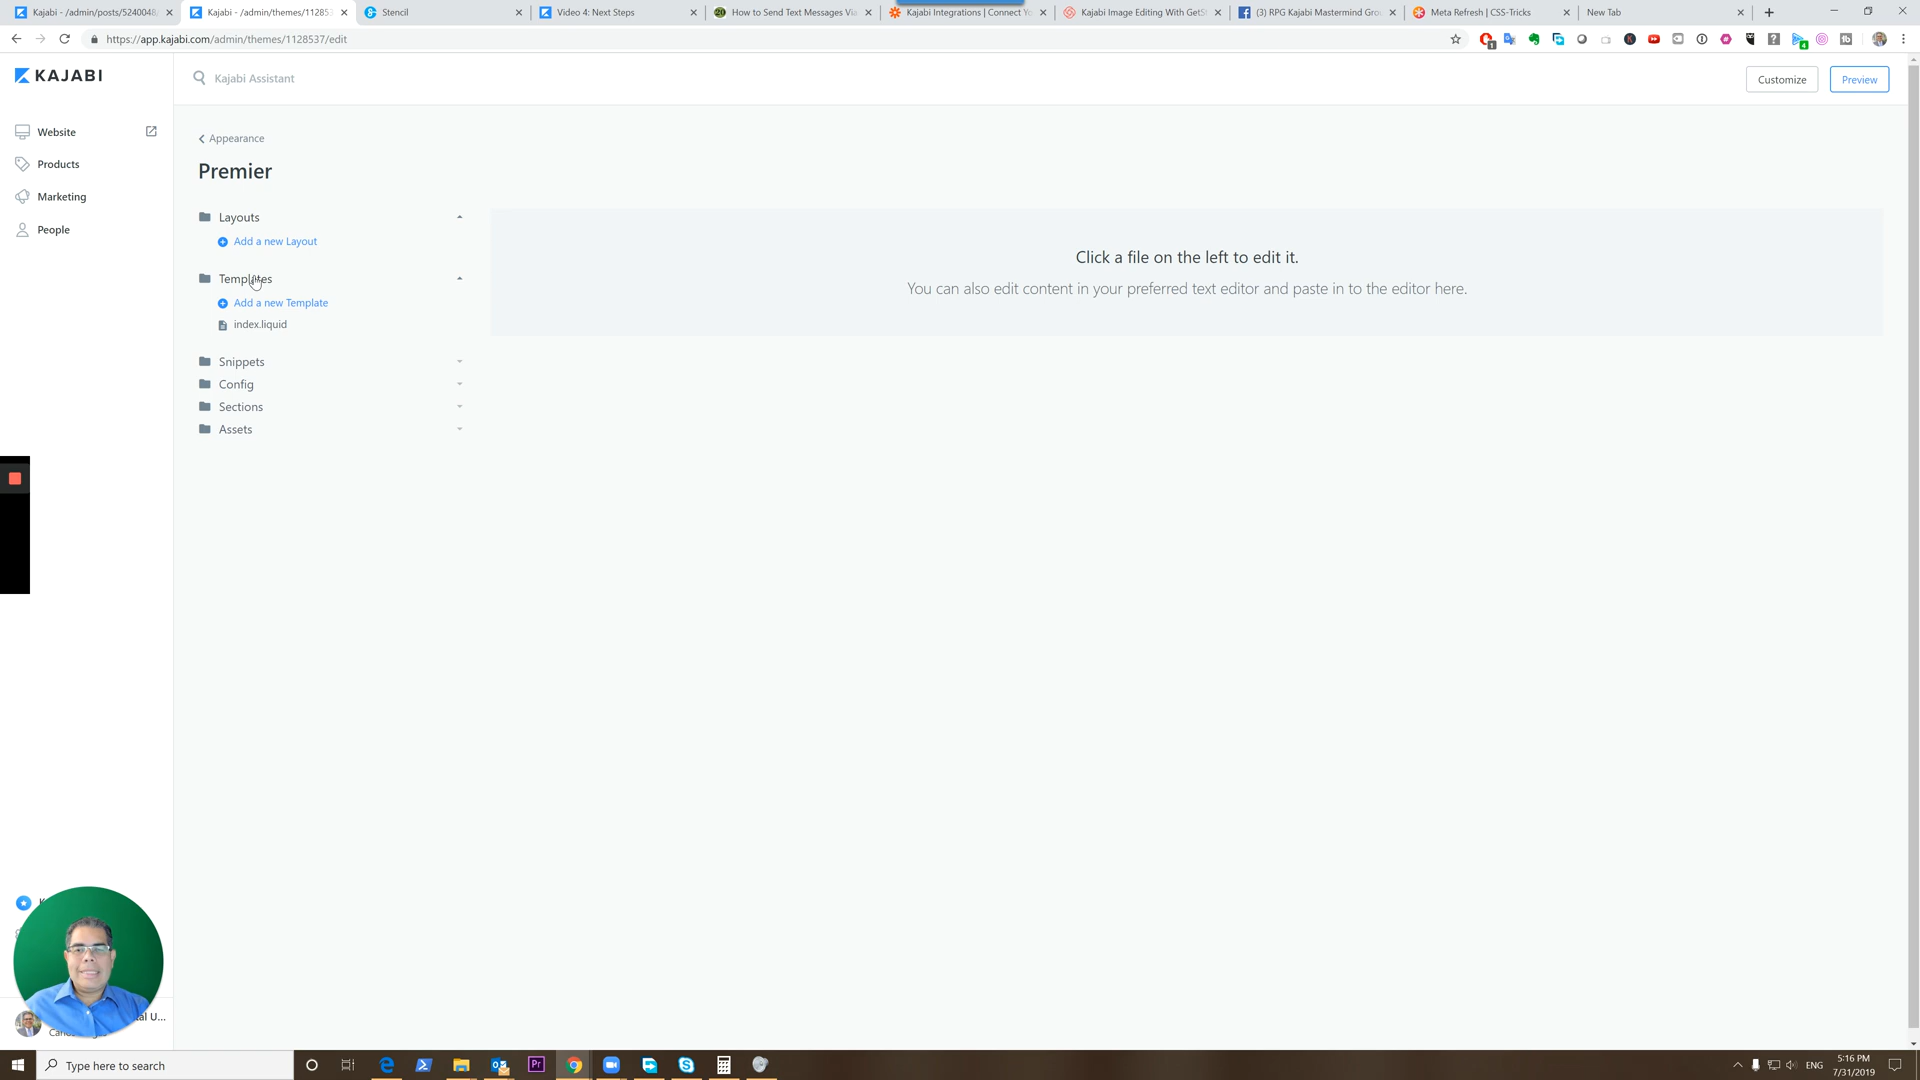 Kajabi - /admin/posts/5240048
Kajabi - /admin/themes/11285
Stencil
Video 4: Next Steps
How to Send Text Messages Via
Kajabi Integrations | Connect Yo
Kajabi Image Editing With GetS
(3) RPG Kajabi Mastermind Grou
Meta Refresh | CSS-Tricks
New Tab
https://app.kajabi.com/admin/themes/1128537/edit
KAJABI
Kajabi Assistant
Customize
Preview
Website
Products
Marketing
People
Appearance
Premier
Layouts
Add a new Layout
Templates
Add a new Template
index.liquid
Snippets
Config
Sections
Assets
Click a file on the left to edit it.
You can also edit content in your preferred text editor and paste in to the editor here.
Type here to search
ENG
5:16 PM
7/31/2019